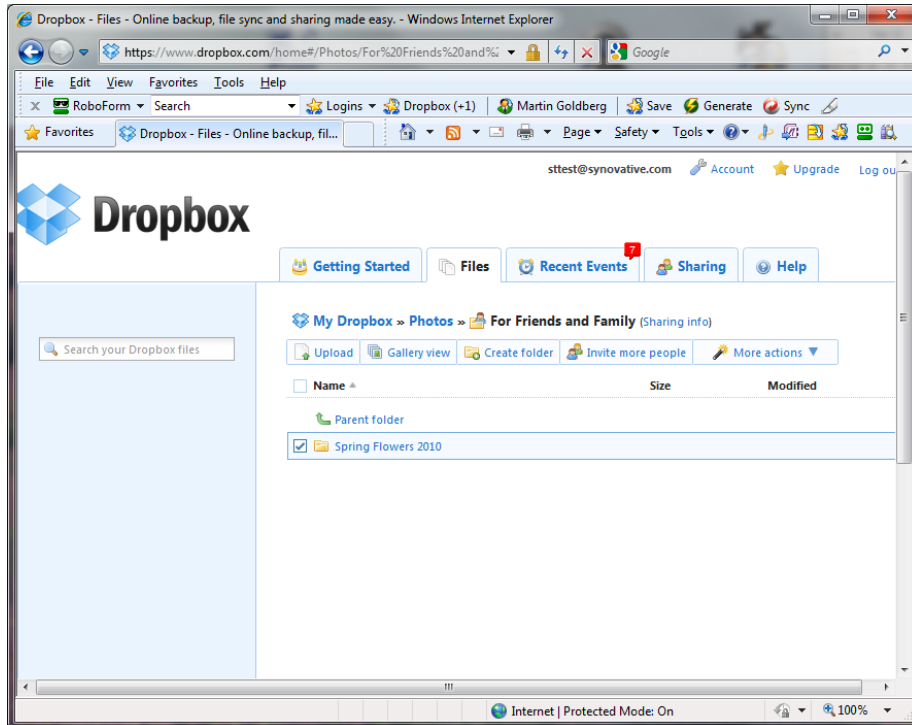 Dropbox - Files - Online backup, file sync and sharing made easy. - Windows Internet Explorer
https://www.dropbox.com/home#/Photos/For%20Friends%20and% Google
File Edit View Favorites Tools Help
x RoboForm Search Logins Dropbox (+1) Martin Goldberg Save Generate Sync
Favorites Dropbox - Files - Online backup, fil... Page Safety Tools
sttest@synovative.com Account Upgrade Log ou
Dropbox
7
Getting Started Files Recent Events Sharing Help
My Dropbox » Photos » For Friends and Family (Sharing info)
Search your Dropbox files
Upload Gallery view Create folder Invite more people More actions
Name Size Modified
Parent folder
Spring Flowers 2010
Internet | Protected Mode: On 100%